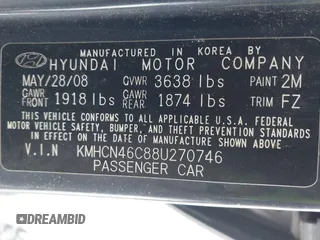 MANUFACTURED IN KOREA BY
HYUNDAI MOTOR COMPANY
MAY/28/08 GVWR 3638 lbs PAINT 2M
GAWR FRONT 1918 lbs GAWR REAR 1874 lbs TRIM FZ
THIS VEHICLE CONFORMS TO ALL APPLICABLE U.S.A. FEDERAL
MOTOR VEHICLE SAFETY, BUMPER, AND THEFT PREVENTION STANDARDS
IN EFFECT ON THE DATE OF MANUFACTURE SHOWN ABOVE.
V.I.N KMHCN46C88U270746
PASSENGER CAR